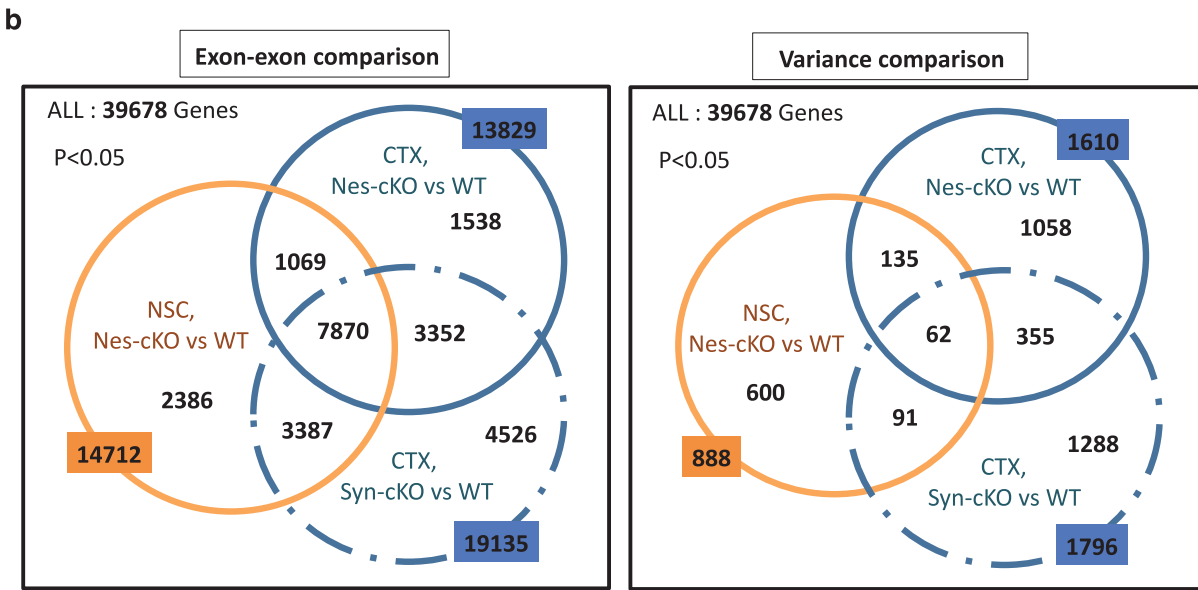 b
Exon-exon comparison
ALL : 39678 Genes
P<0.05
13829
CTX,
Nes-cKO vs WT
1538
1069
NSC,
Nes-cKO vs WT
7870
3352
2386
3387
4526
14712
CTX,
Syn-cKO vs WT
19135
Variance comparison
ALL : 39678 Genes
P<0.05
1610
CTX,
Nes-cKO vs WT
1058
135
NSC,
Nes-cKO vs WT
62
355
600
91
1288
888
CTX,
Syn-cKO vs WT
1796